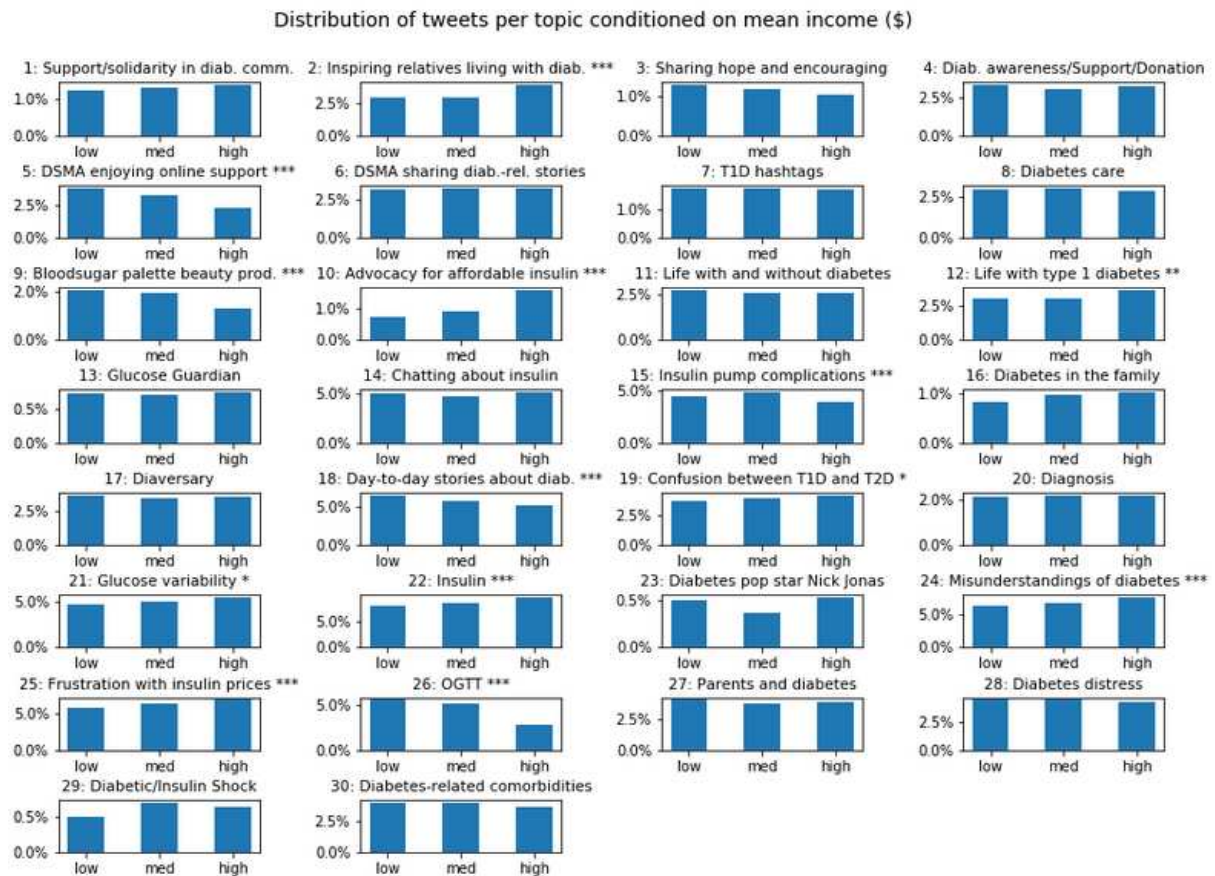 Distribution of tweets per topic conditioned on mean income ($)
1: Support/solidarity in diab. comm.
1.0%
0.0%
low med high
2: Inspiring relatives living with diab. ***
2.5%
0.0%
low med high
3: Sharing hope and encouraging
1.0%
0.0%
low med high
4: Diab. awareness/Support/Donation
2.5%
0.0%
low med high
5: DSMA enjoying online support ***
2.5%
0.0%
low med high
6: DSMA sharing diab.-rel. stories
2.5%
0.0%
low med high
7: T1D hashtags
1.0%
0.0%
low med high
8: Diabetes care
2.5%
0.0%
low med high
9: Bloodsugar palette beauty prod. ***
2.0%
0.0%
low med high
10: Advocacy for affordable insulin ***
1.0%
0.0%
low med high
11: Life with and without diabetes
2.5%
0.0%
low med high
12: Life with type 1 diabetes **
2.5%
0.0%
low med high
13: Glucose Guardian
0.5%
0.0%
low med high
14: Chatting about insulin
5.0%
0.0%
low med high
15: Insulin pump complications ***
5.0%
0.0%
low med high
16: Diabetes in the family
1.0%
0.0%
low med high
17: Diaversary
2.5%
0.0%
low med high
18: Day-to-day stories about diab. ***
5.0%
0.0%
low med high
19: Confusion between T1D and T2D *
2.5%
0.0%
low med high
20: Diagnosis
2.0%
0.0%
low med high
21: Glucose variability *
5.0%
0.0%
low med high
22: Insulin ***
5.0%
0.0%
low med high
23: Diabetes pop star Nick Jonas
0.5%
0.0%
low med high
24: Misunderstandings of diabetes ***
5.0%
0.0%
low med high
25: Frustration with insulin prices ***
5.0%
0.0%
low med high
26: OGTT ***
5.0%
0.0%
low med high
27: Parents and diabetes
2.5%
0.0%
low med high
28: Diabetes distress
2.5%
0.0%
low med high
29: Diabetic/Insulin Shock
0.5%
0.0%
low med high
30: Diabetes-related comorbidities
2.5%
0.0%
low med high